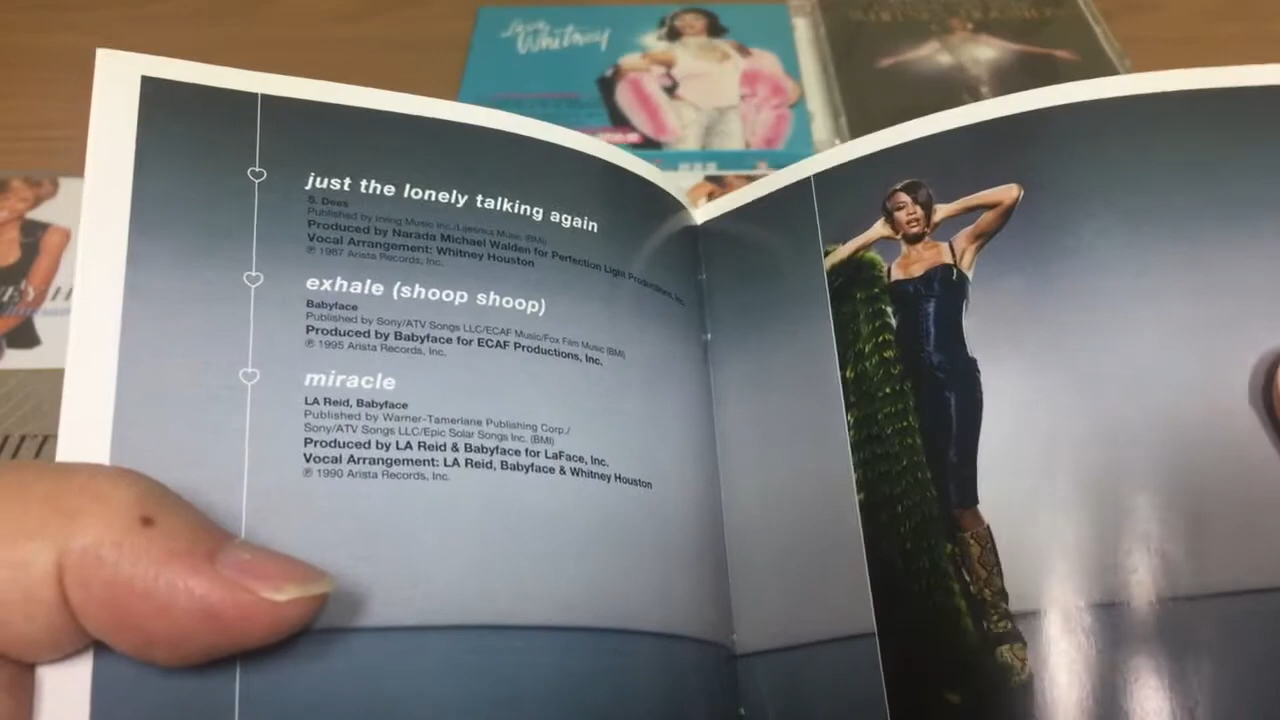 Love,
Whitney
just the lonely talking again
S. Dees
Published by Irving Music Inc./Lijesrika Music (BMI)
Produced by Narada Michael Walden for Perfection Light Productions, Inc.
Vocal Arrangement: Whitney Houston
℗ 1987 Arista Records, Inc.
exhale (shoop shoop)
Babyface
Published by Sony/ATV Songs LLC/ECAF Music/Fox Film Music (BMI)
Produced by Babyface for ECAF Productions, Inc.
℗ 1995 Arista Records, Inc.
miracle
LA Reid, Babyface
Published by Warner-Tamerlane Publishing Corp./
Sony/ATV Songs LLC/Epic Solar Songs Inc. (BMI)
Produced by LA Reid & Babyface for LaFace, Inc.
Vocal Arrangement: LA Reid, Babyface & Whitney Houston
℗ 1990 Arista Records, Inc.